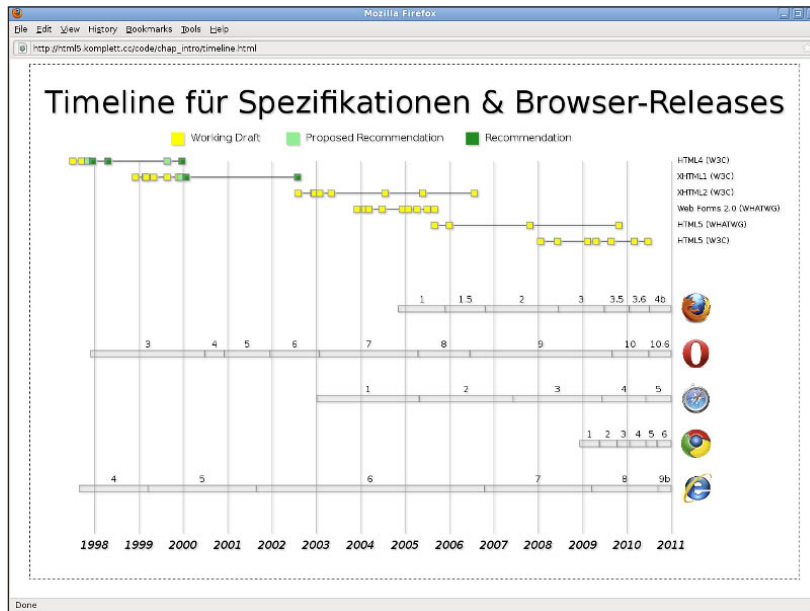 Mozilla Firefox
File Edit View History Bookmarks Tools Help
http://html5.komplett.cc/code/chap_intro/timeline.html
Timeline für Spezifikationen & Browser-Releases
Working Draft Proposed Recommendation Recommendation
HTML4 (W3C)
XHTML1 (W3C)
XHTML2 (W3C)
Web Forms 2.0 (WHATWG)
HTML5 (WHATWG)
HTML5 (W3C)
1 1.5 2 3 3.5 3.6 4b
3 4 5 6 7 8 9 10 10.6
1 2 3 4 5
1 2 3 4 5 6
4 5 6 7 8 9b
1998 1999 2000 2001 2002 2003 2004 2005 2006 2007 2008 2009 2010 2011
Done